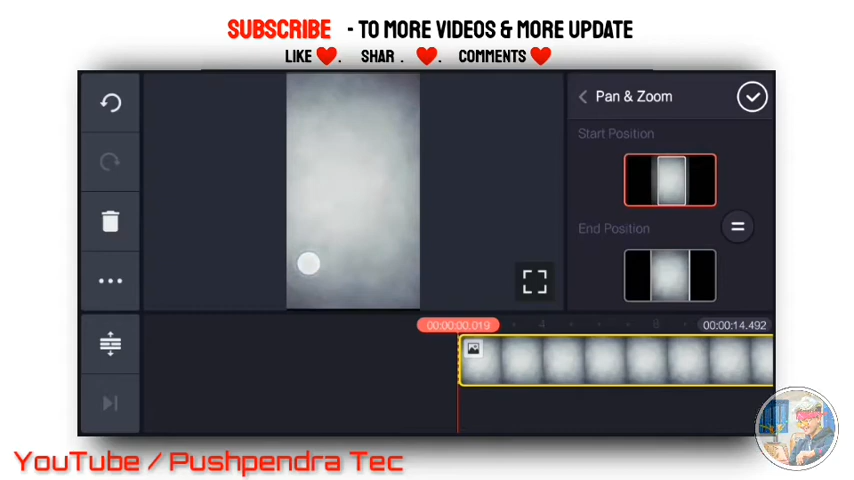 SUBSCRIBE - TO MORE VIDEOS & MORE UPDATE
LIKE ❤. SHAR . ❤. COMMENTS ❤
Pan & Zoom
Start Position
End Position
00:00:00.019
4
6
00:00:14.492
YouTube / Pushpendra Tec